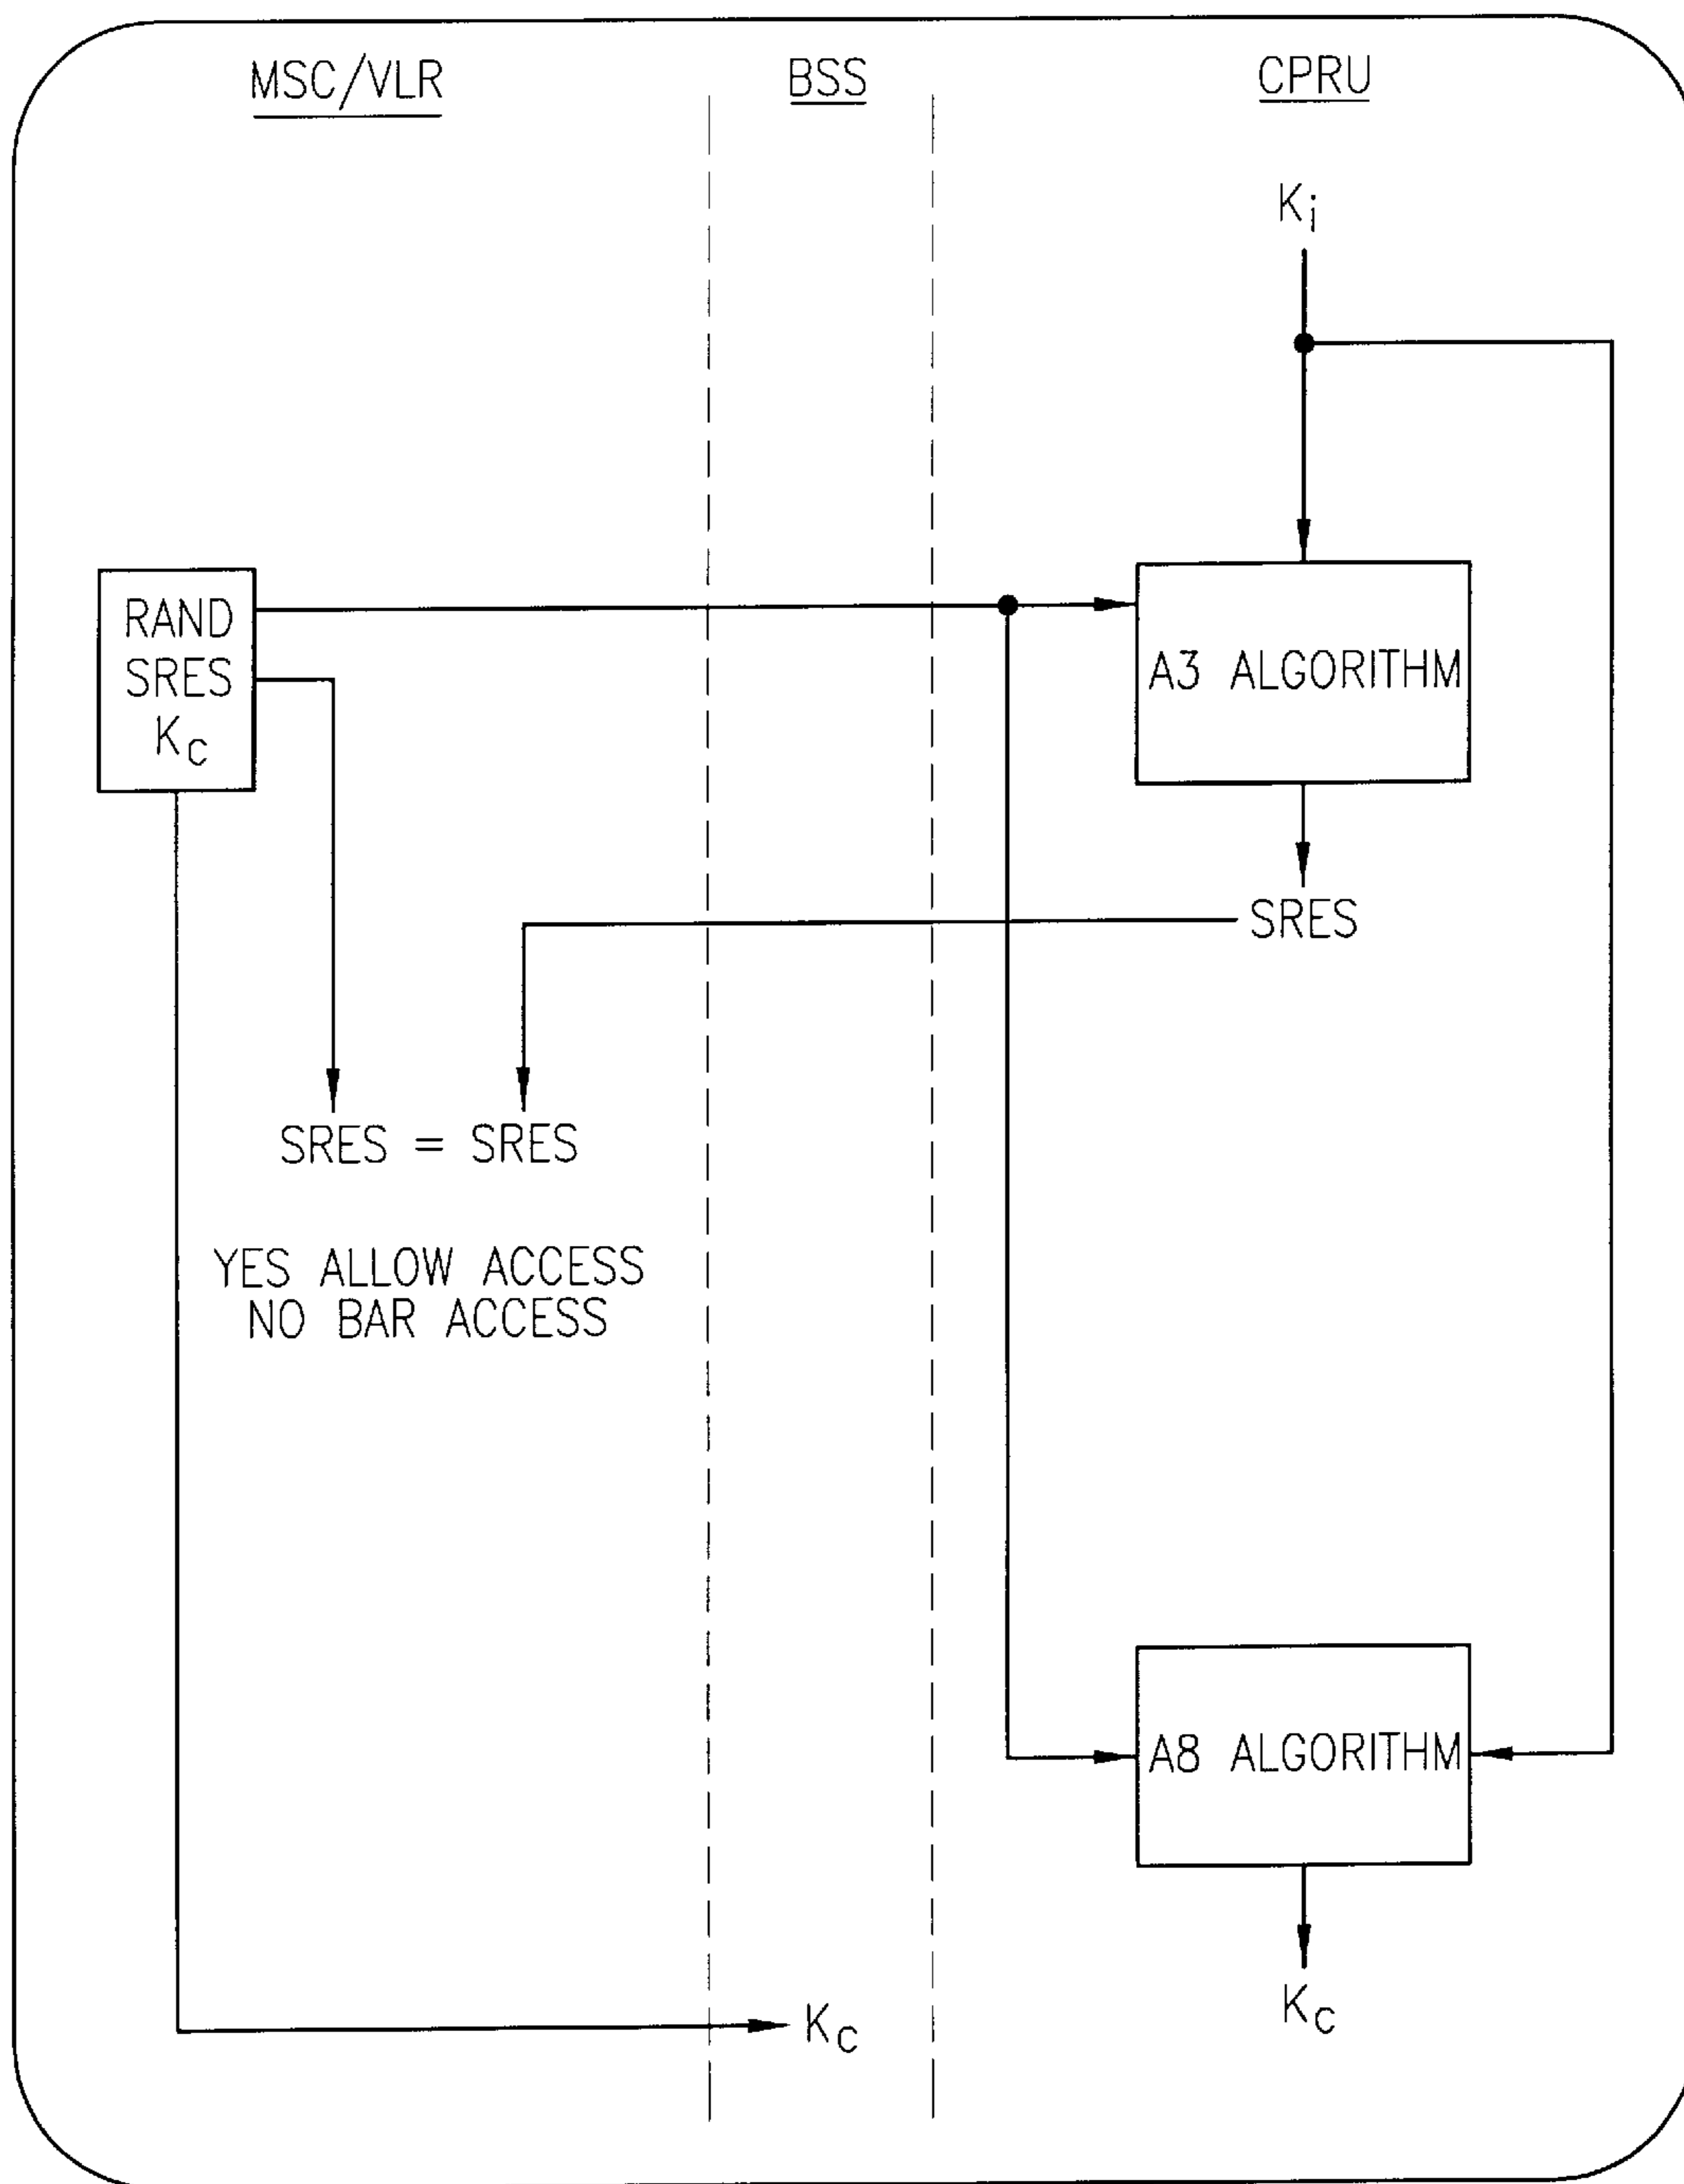 MSC/VLR
BSS
CPRU
Ki
RAND
SRES
Kc
A3 ALGORITHM
SRES
SRES = SRES
YES ALLOW ACCESS
NO BAR ACCESS
A8 ALGORITHM
Kc
Kc